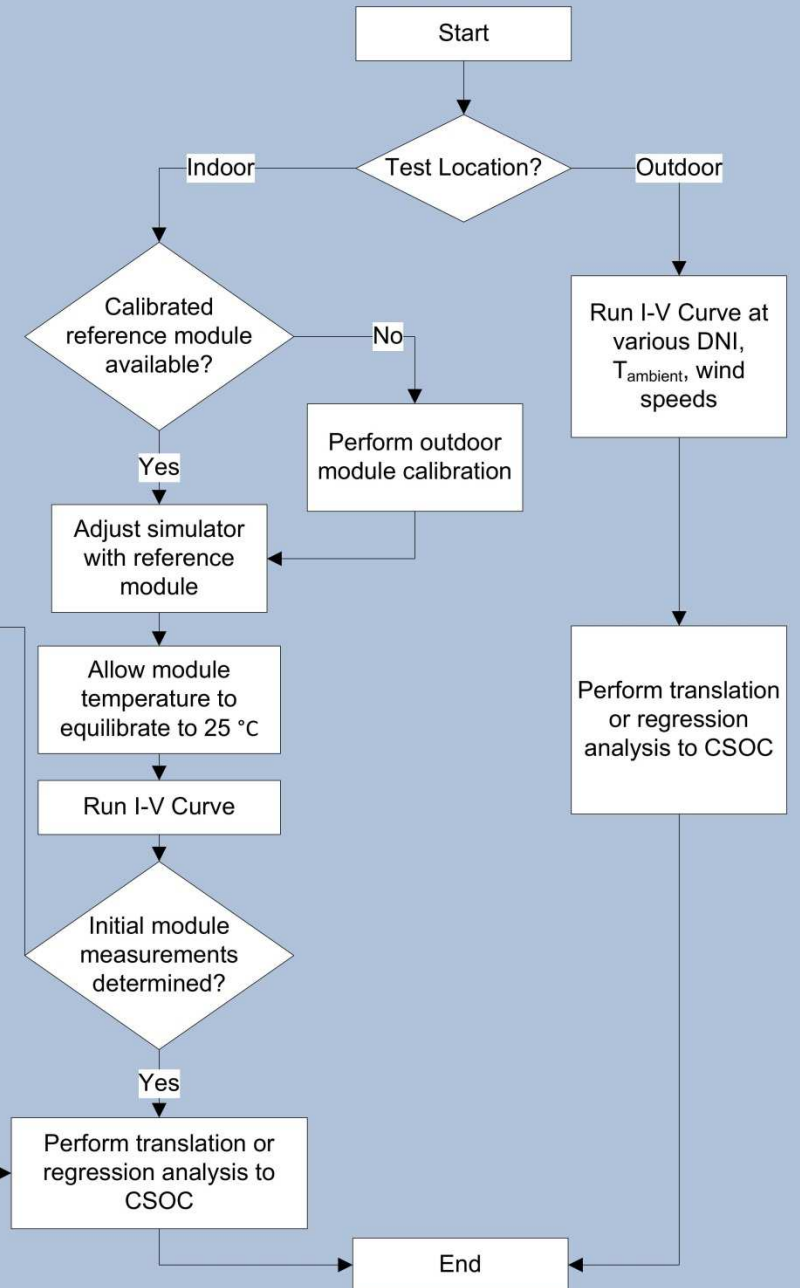 Start
Test Location?
Indoor
Outdoor
Calibrated
reference module
available?
No
Run I-V Curve at
various DNI,
Tambient, wind
speeds
Perform outdoor
module calibration
Yes
Adjust simulator
with reference
module
Allow module
temperature to
equilibrate to 25 °C
Perform translation
or regression
analysis to CSOC
Run I-V Curve
Initial module
measurements
determined?
Yes
Perform translation or
regression analysis to
CSOC
End